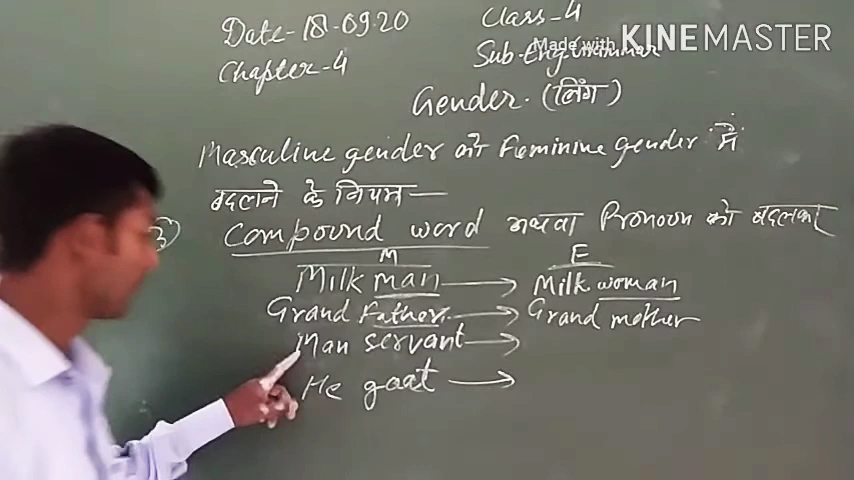 Date-18-09-20 Class-4
Chapter-4 Sub-Eng Grammar
Made with KINEMASTER
Gender. (लिंग)
Masculine gender को Feminine gender में
बदलने के नियम—
3) Compound word अथवा Pronoun को बदलकर
M F
Milk man → Milk woman
Grand Father → Grand mother
Man servant →
He goat →